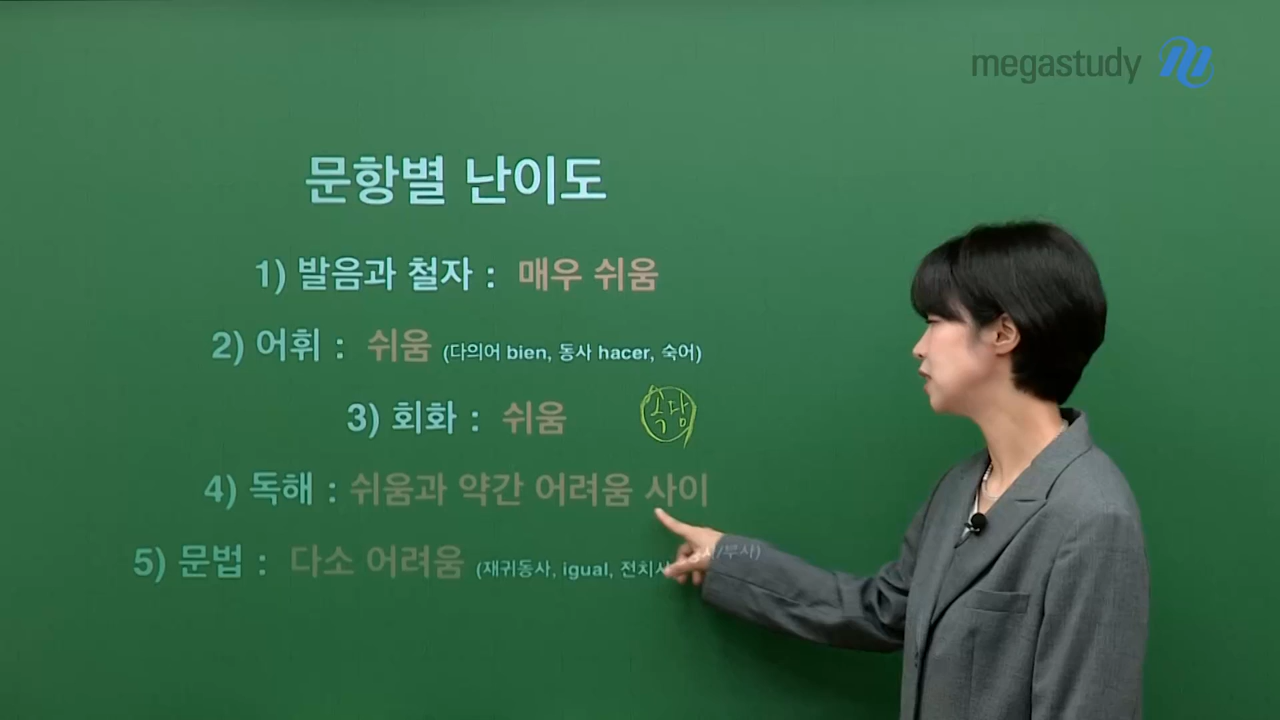 megastudy
문항별 난이도
1) 발음과 철자 : 매우 쉬움
2) 어휘 : 쉬움 (다의어 bien, 동사 hacer, 숙어)
3) 회화 : 쉬움 속당
4) 독해 : 쉬움과 약간 어려움 사이
5) 문법 : 다소 어려움 (재귀동사, igual, 전치사 /부사)